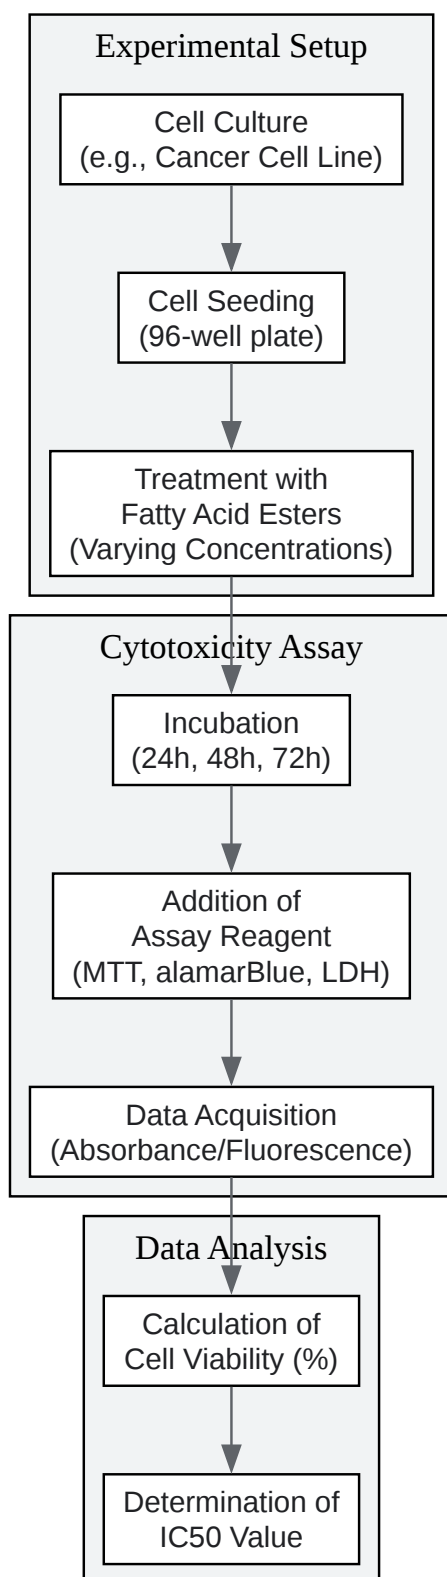 Experimental Setup
Cell Culture
(e.g., Cancer Cell Line)
Cell Seeding
(96-well plate)
Treatment with
Fatty Acid Esters
(Varying Concentrations)
Cytotoxicity Assay
Incubation
(24h, 48h, 72h)
Addition of
Assay Reagent
(MTT, alamarBlue, LDH)
Data Acquisition
(Absorbance/Fluorescence)
Data Analysis
Calculation of
Cell Viability (%)
Determination of
IC50 Value